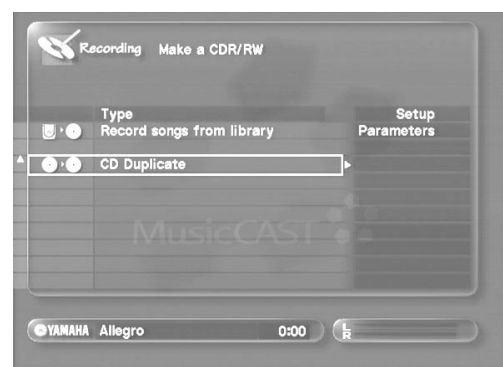 Recording Make a CDR/RW
Type Setup
Record songs from library Parameters
CD Duplicate
MusicCAST
YAMAHA Allegro 0:00 L
R